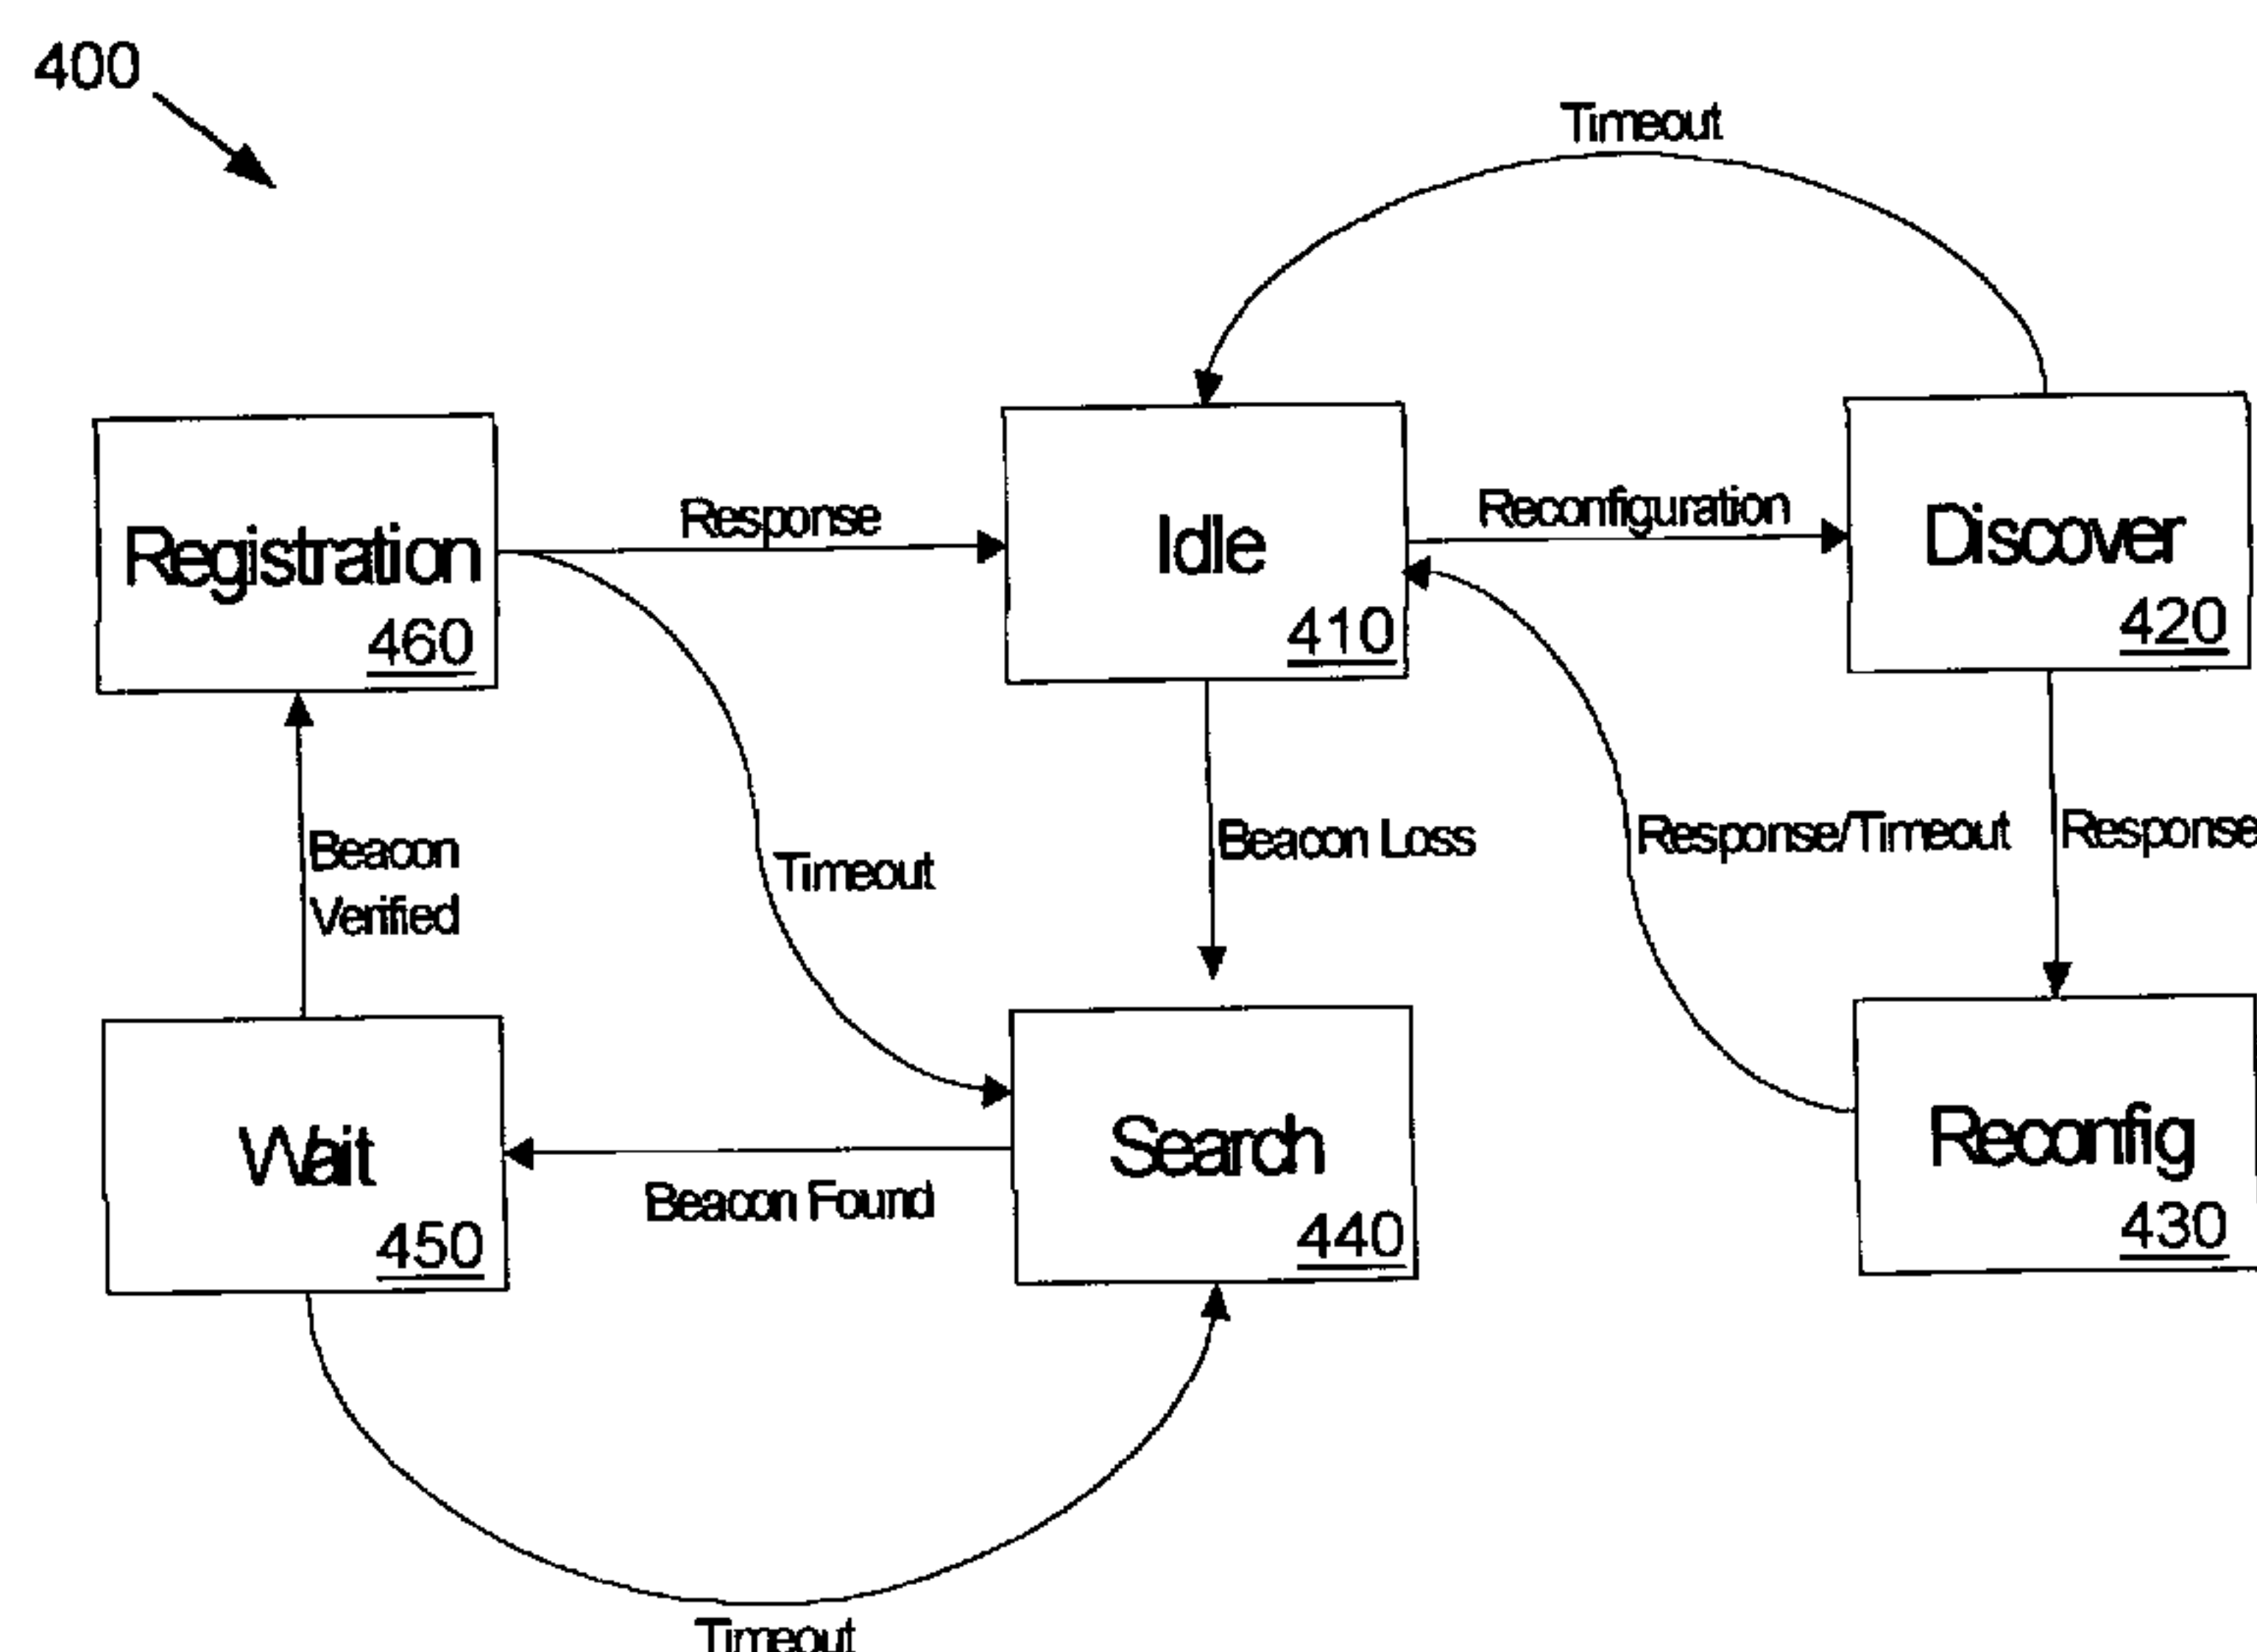 400
Timeout
Registration
460
Response
Idle
410
Reconfiguration
Discover
420
Beacon
Verified
Timeout
Beacon Loss
Response/Timeout
Response
Wait
450
Beacon Found
Search
440
Reconfig
430
Timeout